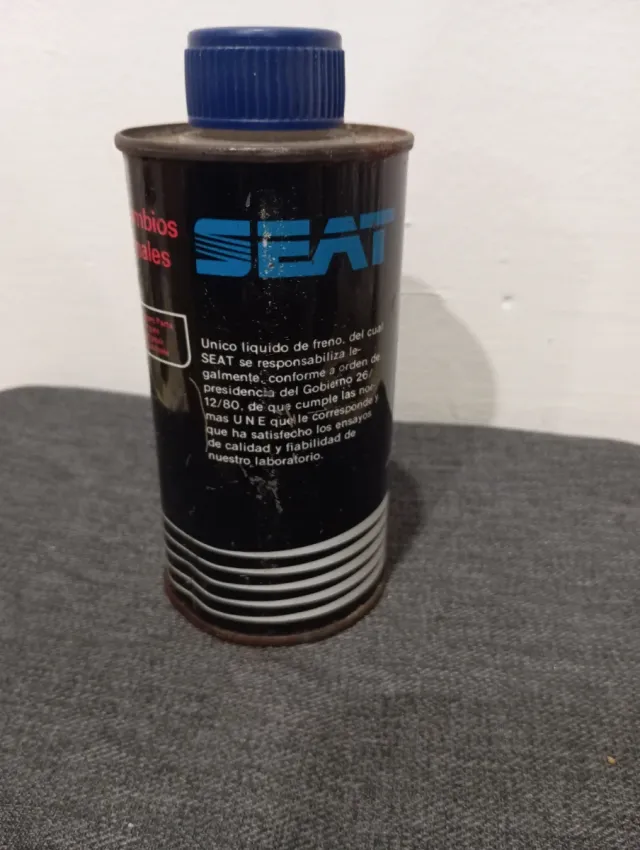 mbios
ales
SEAT
Unico liquido de freno, del cual
SEAT se responsabiliza le-
galmente, conforme a orden de
presidencia del Gobierno 26/
12/80, de que cumple las nor-
mas UNE que le corresponde y
que ha satisfecho los ensayos
de calidad y fiabilidad de
nuestro laboratorio.